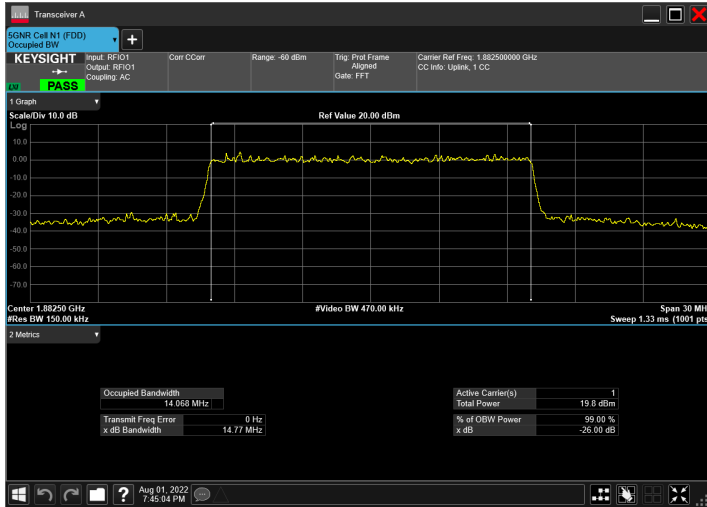 Transceiver A
5GNR Cell N1 (FDD)
Occupied BW
KEYSIGHT
LXI
PASS
Input: RFIO1
Output: RFIO1
Coupling: AC
Corr CCorr
Range: -60 dBm
Trig: Prot Frame
Aligned
Gate: FFT
Carrier Ref Freq: 1.882500000 GHz
CC Info: Uplink, 1 CC
1 Graph
Scale/Div 10.0 dB
Ref Value 20.00 dBm
Log
10.0
0.00
-10.0
-20.0
-30.0
-40.0
-50.0
-60.0
-70.0
Center 1.88250 GHz
#Video BW 470.00 kHz
Span 30 MH
#Res BW 150.00 kHz
Sweep 1.33 ms (1001 pts
2 Metrics
Occupied Bandwidth
14.068 MHz
Transmit Freq Error 0 Hz
x dB Bandwidth 14.77 MHz
Active Carrier(s) 1
Total Power 19.8 dBm
% of OBW Power 99.00 %
x dB -26.00 dB
?
Aug 01, 2022
7:45:04 PM